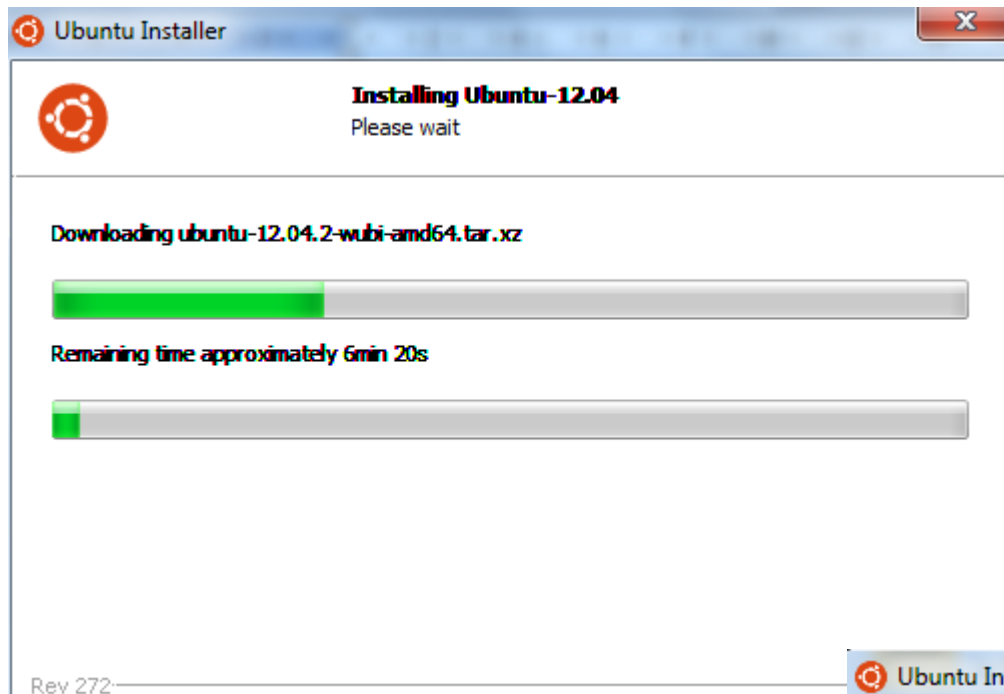 Ubuntu Installer
Installing Ubuntu-12.04
Please wait
Downloading ubuntu-12.04.2-wubi-amd64.tar.xz
Remaining time approximately 6min 20s
Rev 272
Ubuntu In